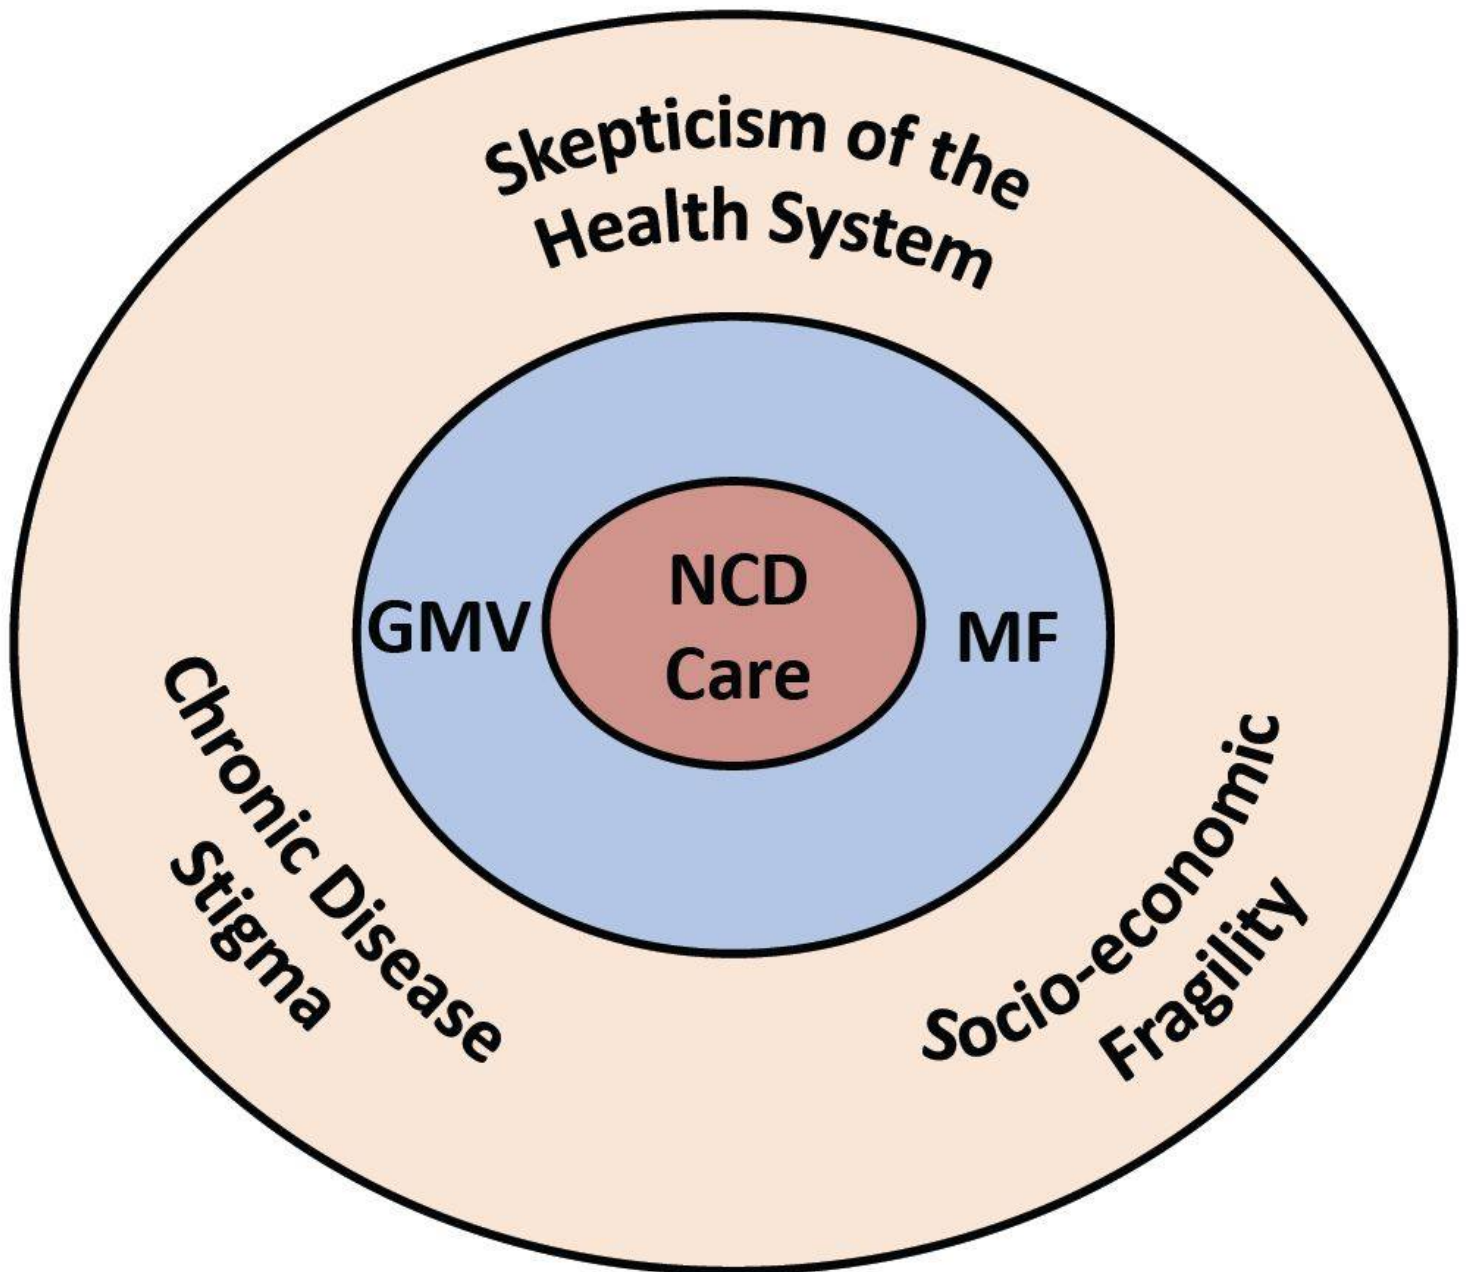 Skepticism of the
Health System
GMV
NCD
Care
MF
Chronic Disease
Stigma
Socio-economic
Fragility